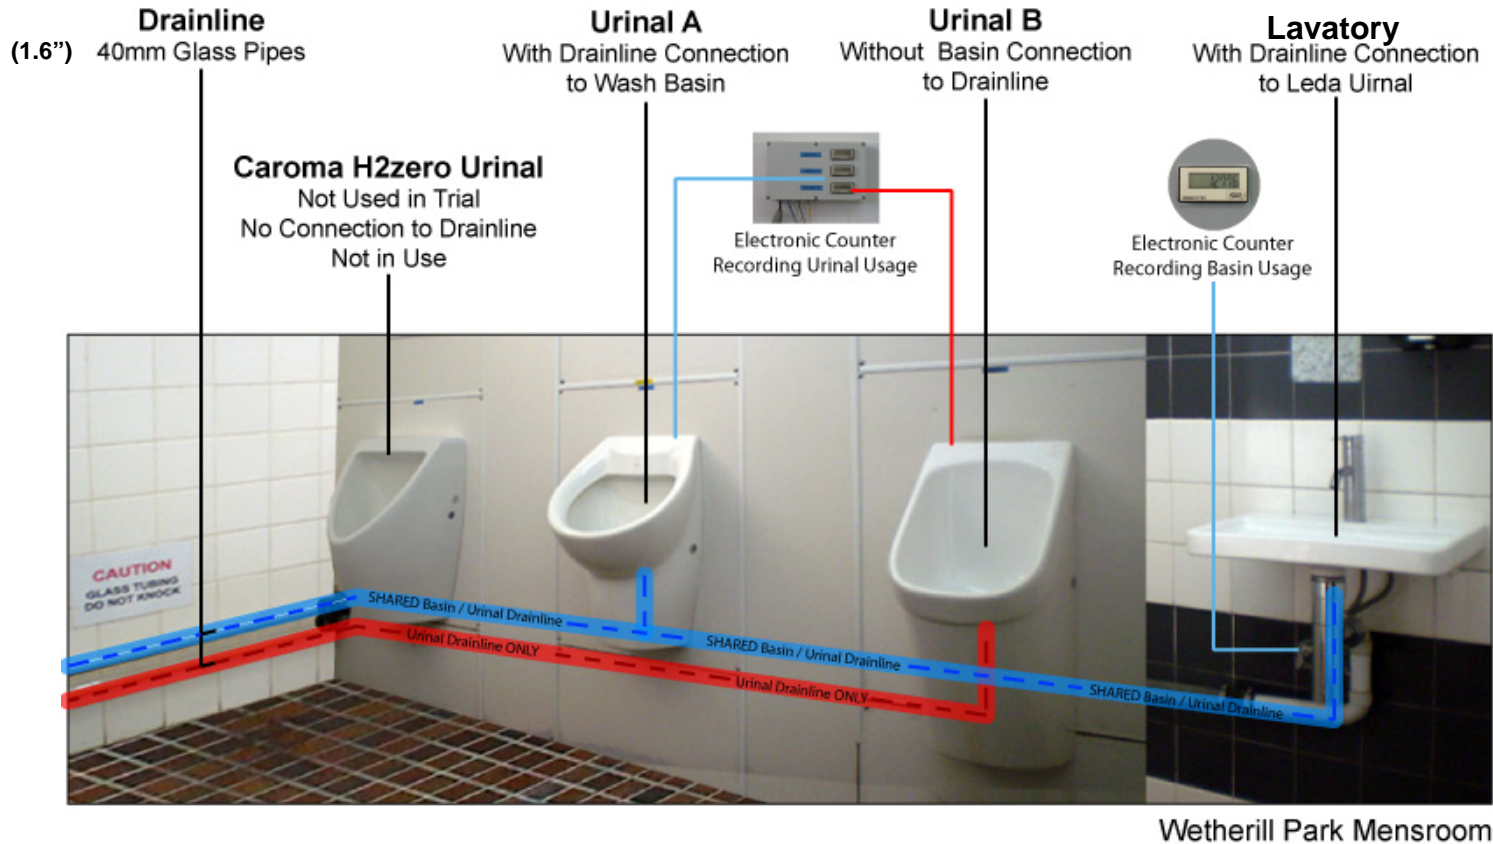 Drainline
(1.6”) 40mm Glass Pipes
Urinal A
With Drainline Connection
to Wash Basin
Urinal B
Without Basin Connection
to Drainline
Lavatory
With Drainline Connection
to Leda Uirnal
Caroma H2zero Urinal
Not Used in Trial
No Connection to Drainline
Not in Use
Electronic Counter
Recording Urinal Usage
Electronic Counter
Recording Basin Usage
CAUTION
GLASS TUBING
DO NOT KNOCK
SHARED Basin / Urinal Drainline
Urinal Drainline ONLY
SHARED Basin / Urinal Drainline
Urinal Drainline ONLY
SHARED Basin / Urinal Drainline
Wetherill Park Mensroom